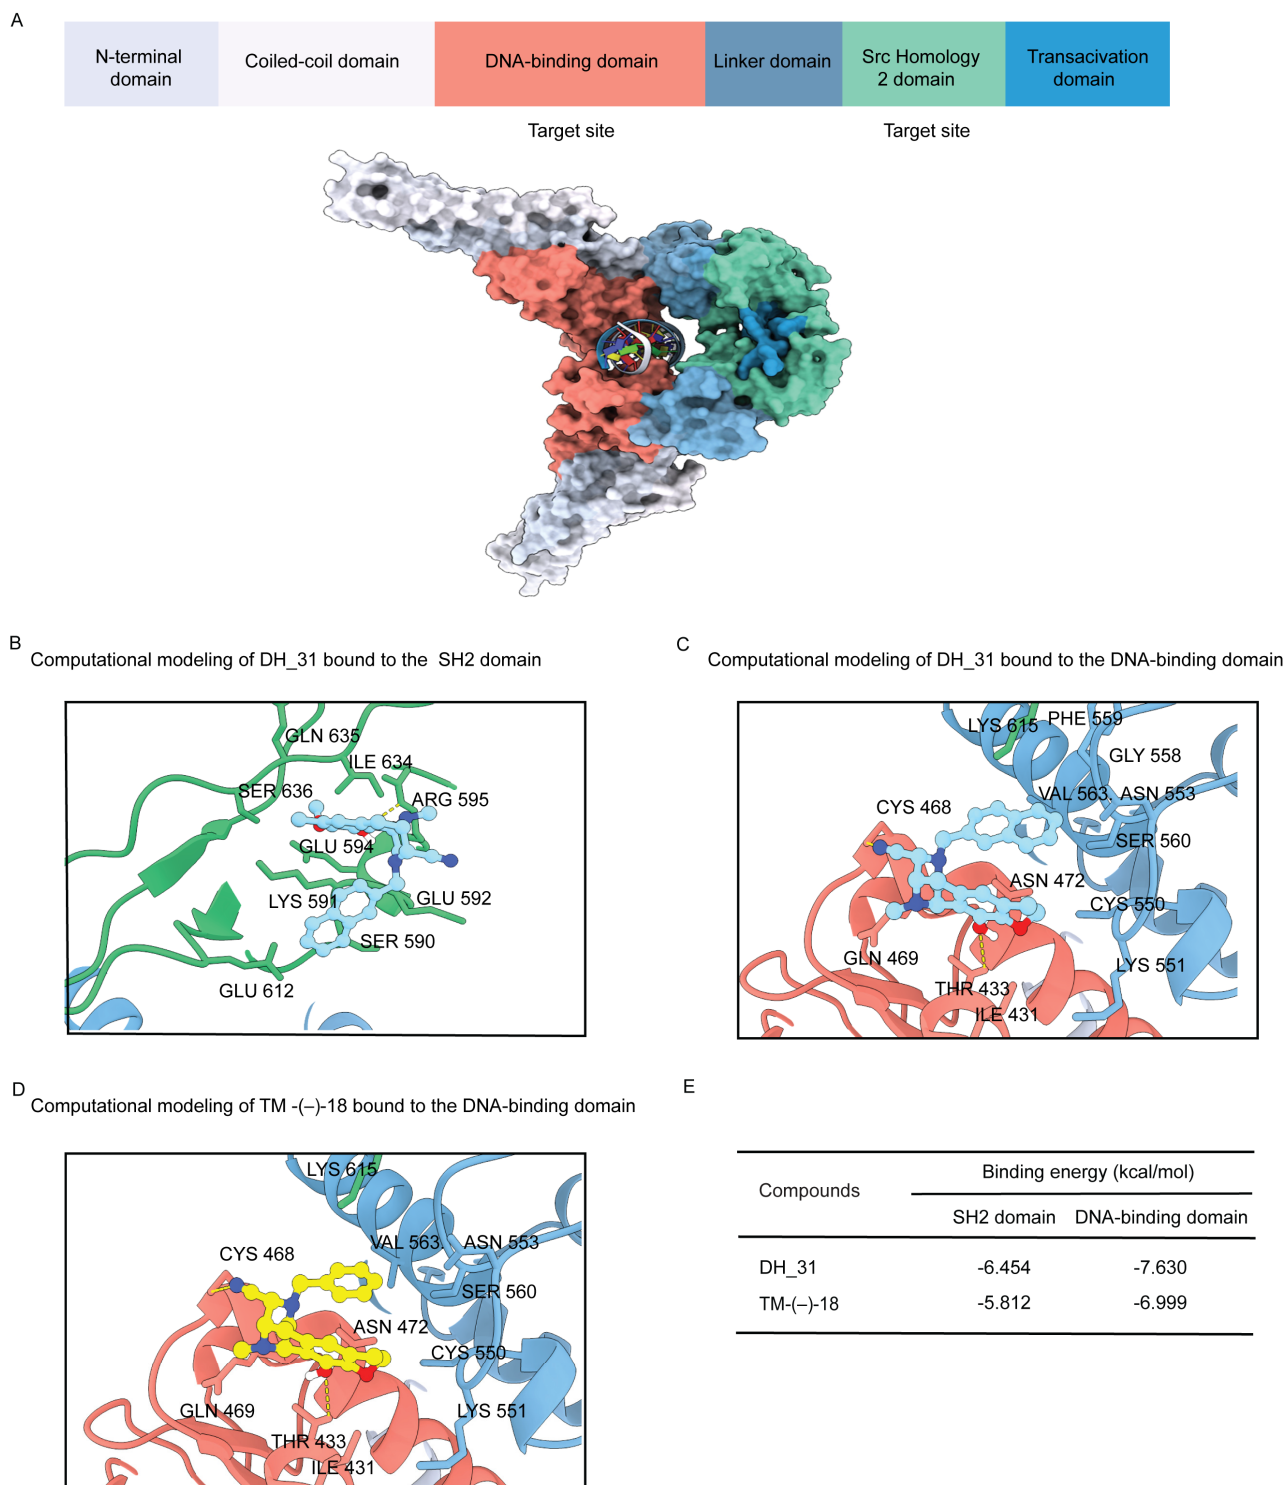 A
N-terminal
domain
Coiled-coil domain
DNA-binding domain
Linker domain
Src Homology
2 domain
Transacivation
domain
Target site
Target site
B
Computational modeling of DH_31 bound to the SH2 domain
GLN 635
ILE 634
SER 636
ARG 595
GLU 594
LYS 591
GLU 592
SER 590
GLU 612
C
Computational modeling of DH_31 bound to the DNA-binding domain
LYS 615
PHE 559
GLY 558
CYS 468
VAL 563
ASN 553
SER 560
ASN 472
CYS 550
GLN 469
LYS 551
THR 433
ILE 431
D
Computational modeling of TM -(–)-18 bound to the DNA-binding domain
LYS 615
CYS 468
VAL 563
ASN 553
SER 560
ASN 472
CYS 550
GLN 469
LYS 551
THR 433
ILE 431
E
Compounds
Binding energy (kcal/mol)
SH2 domain DNA-binding domain
DH_31 -6.454 -7.630
TM-(–)-18 -5.812 -6.999